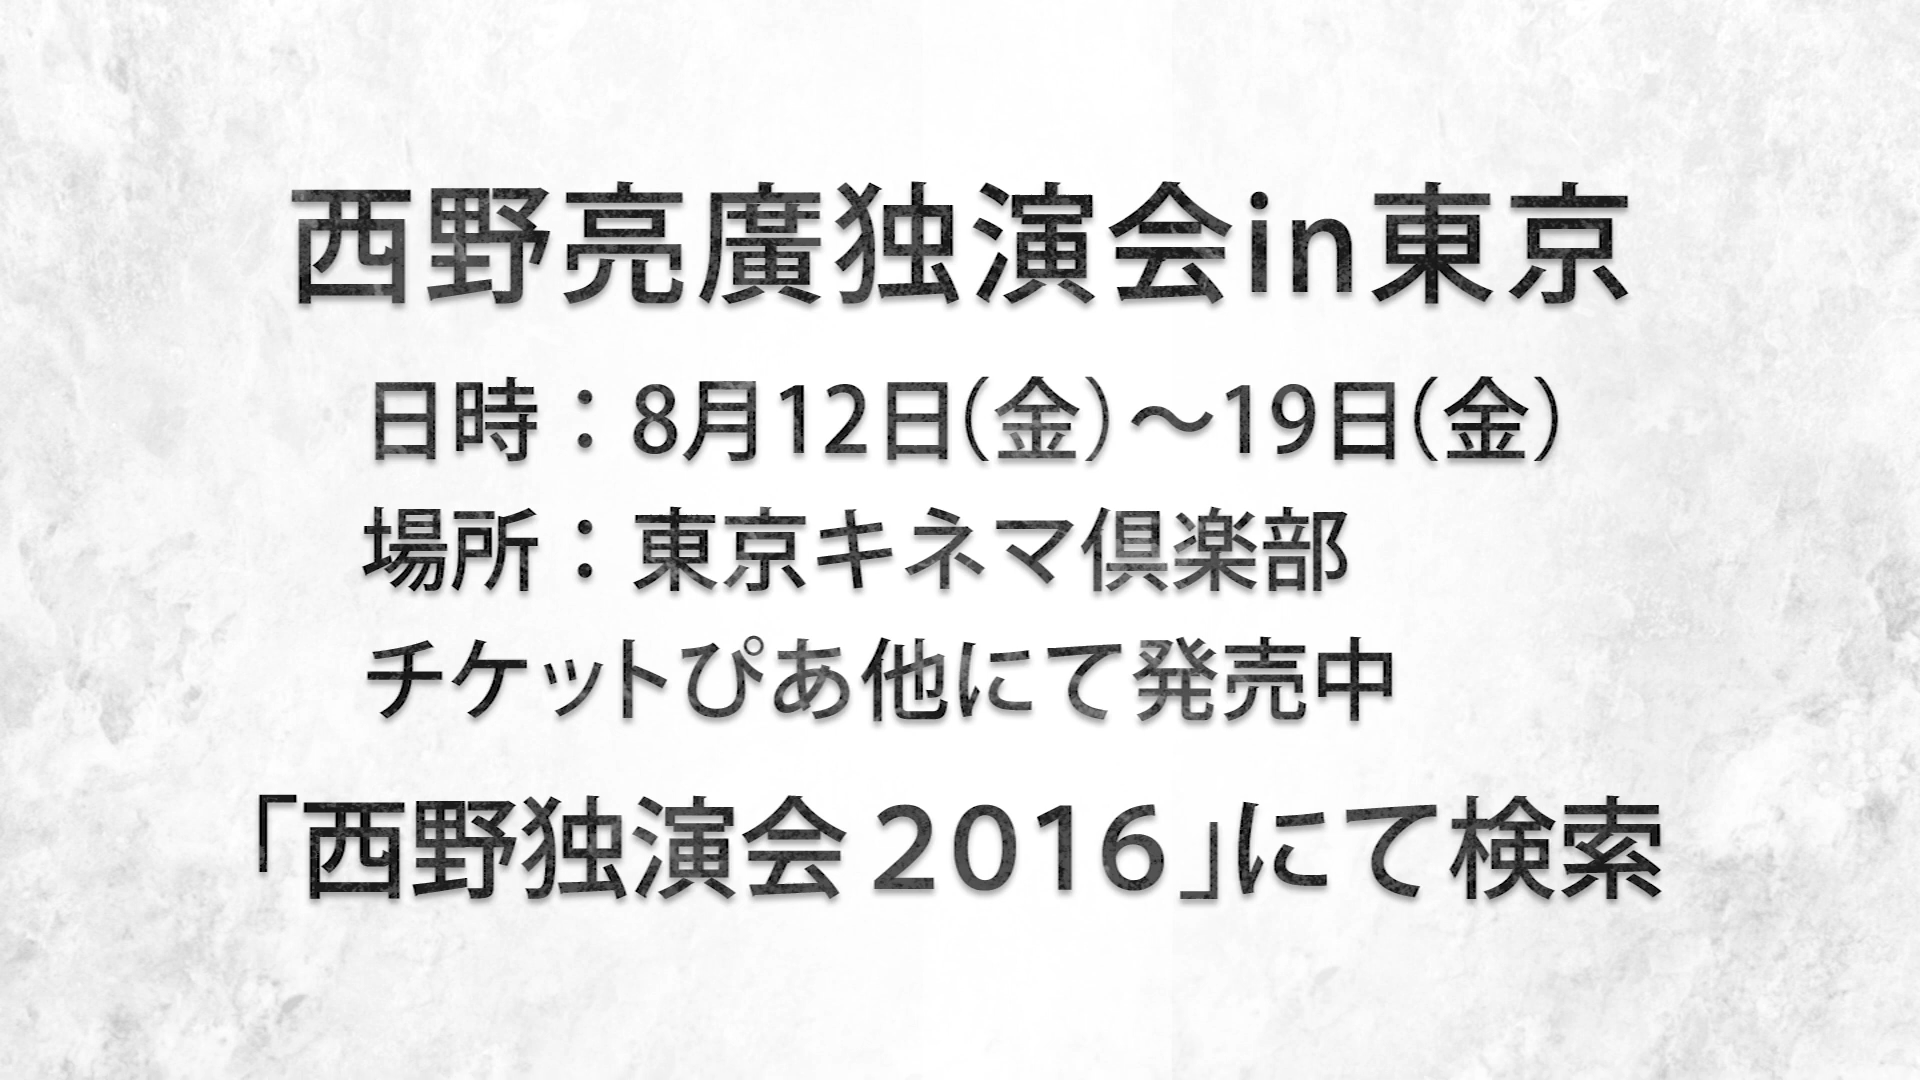 西野亮廣独演会in東京
日時：8月12日(金)～19日(金)
場所：東京キネマ倶楽部
チケットぴあ他にて発売中
「西野独演会2016」にて検索